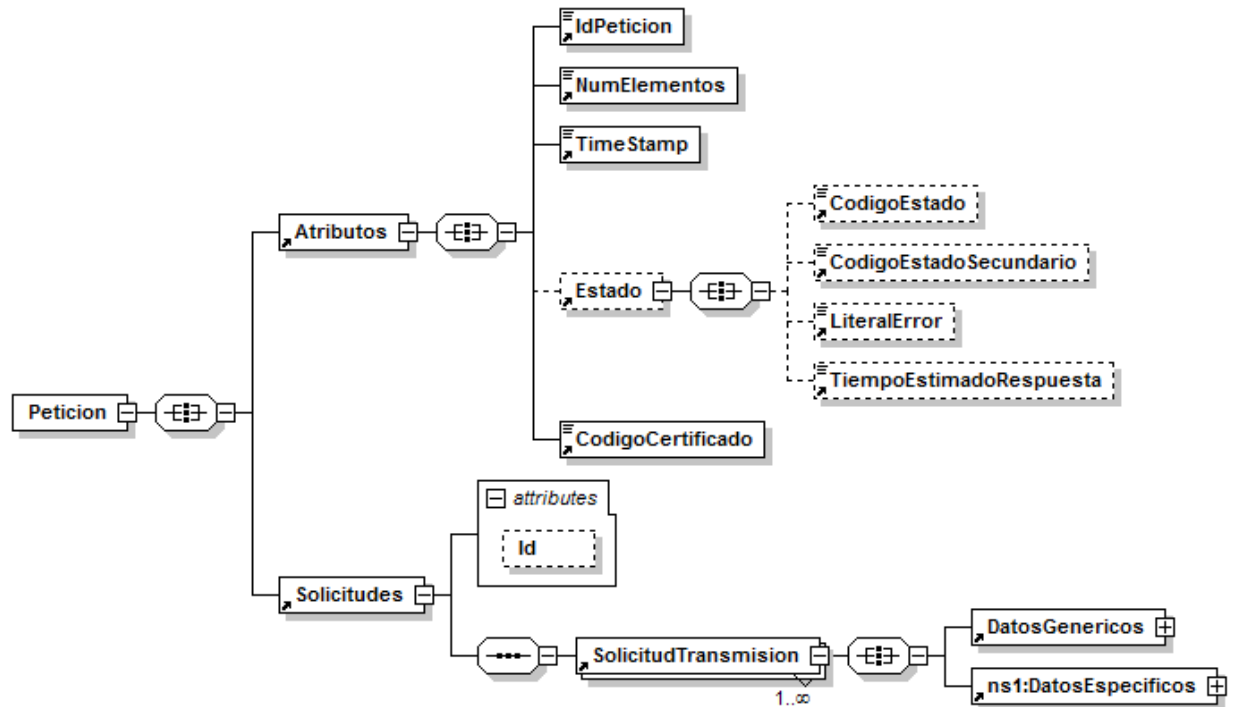 IdPeticion
NumElementos
TimeStamp
CodigoEstado
Atributos
CodigoEstadoSecundario
Estado
LiteralError
TiempoEstimadoRespuesta
Peticion
CodigoCertificado
attributes
Id
Solicitudes
DatosGenericos
SolicitudTransmision
1..∞
ns1:DatosEspecificos